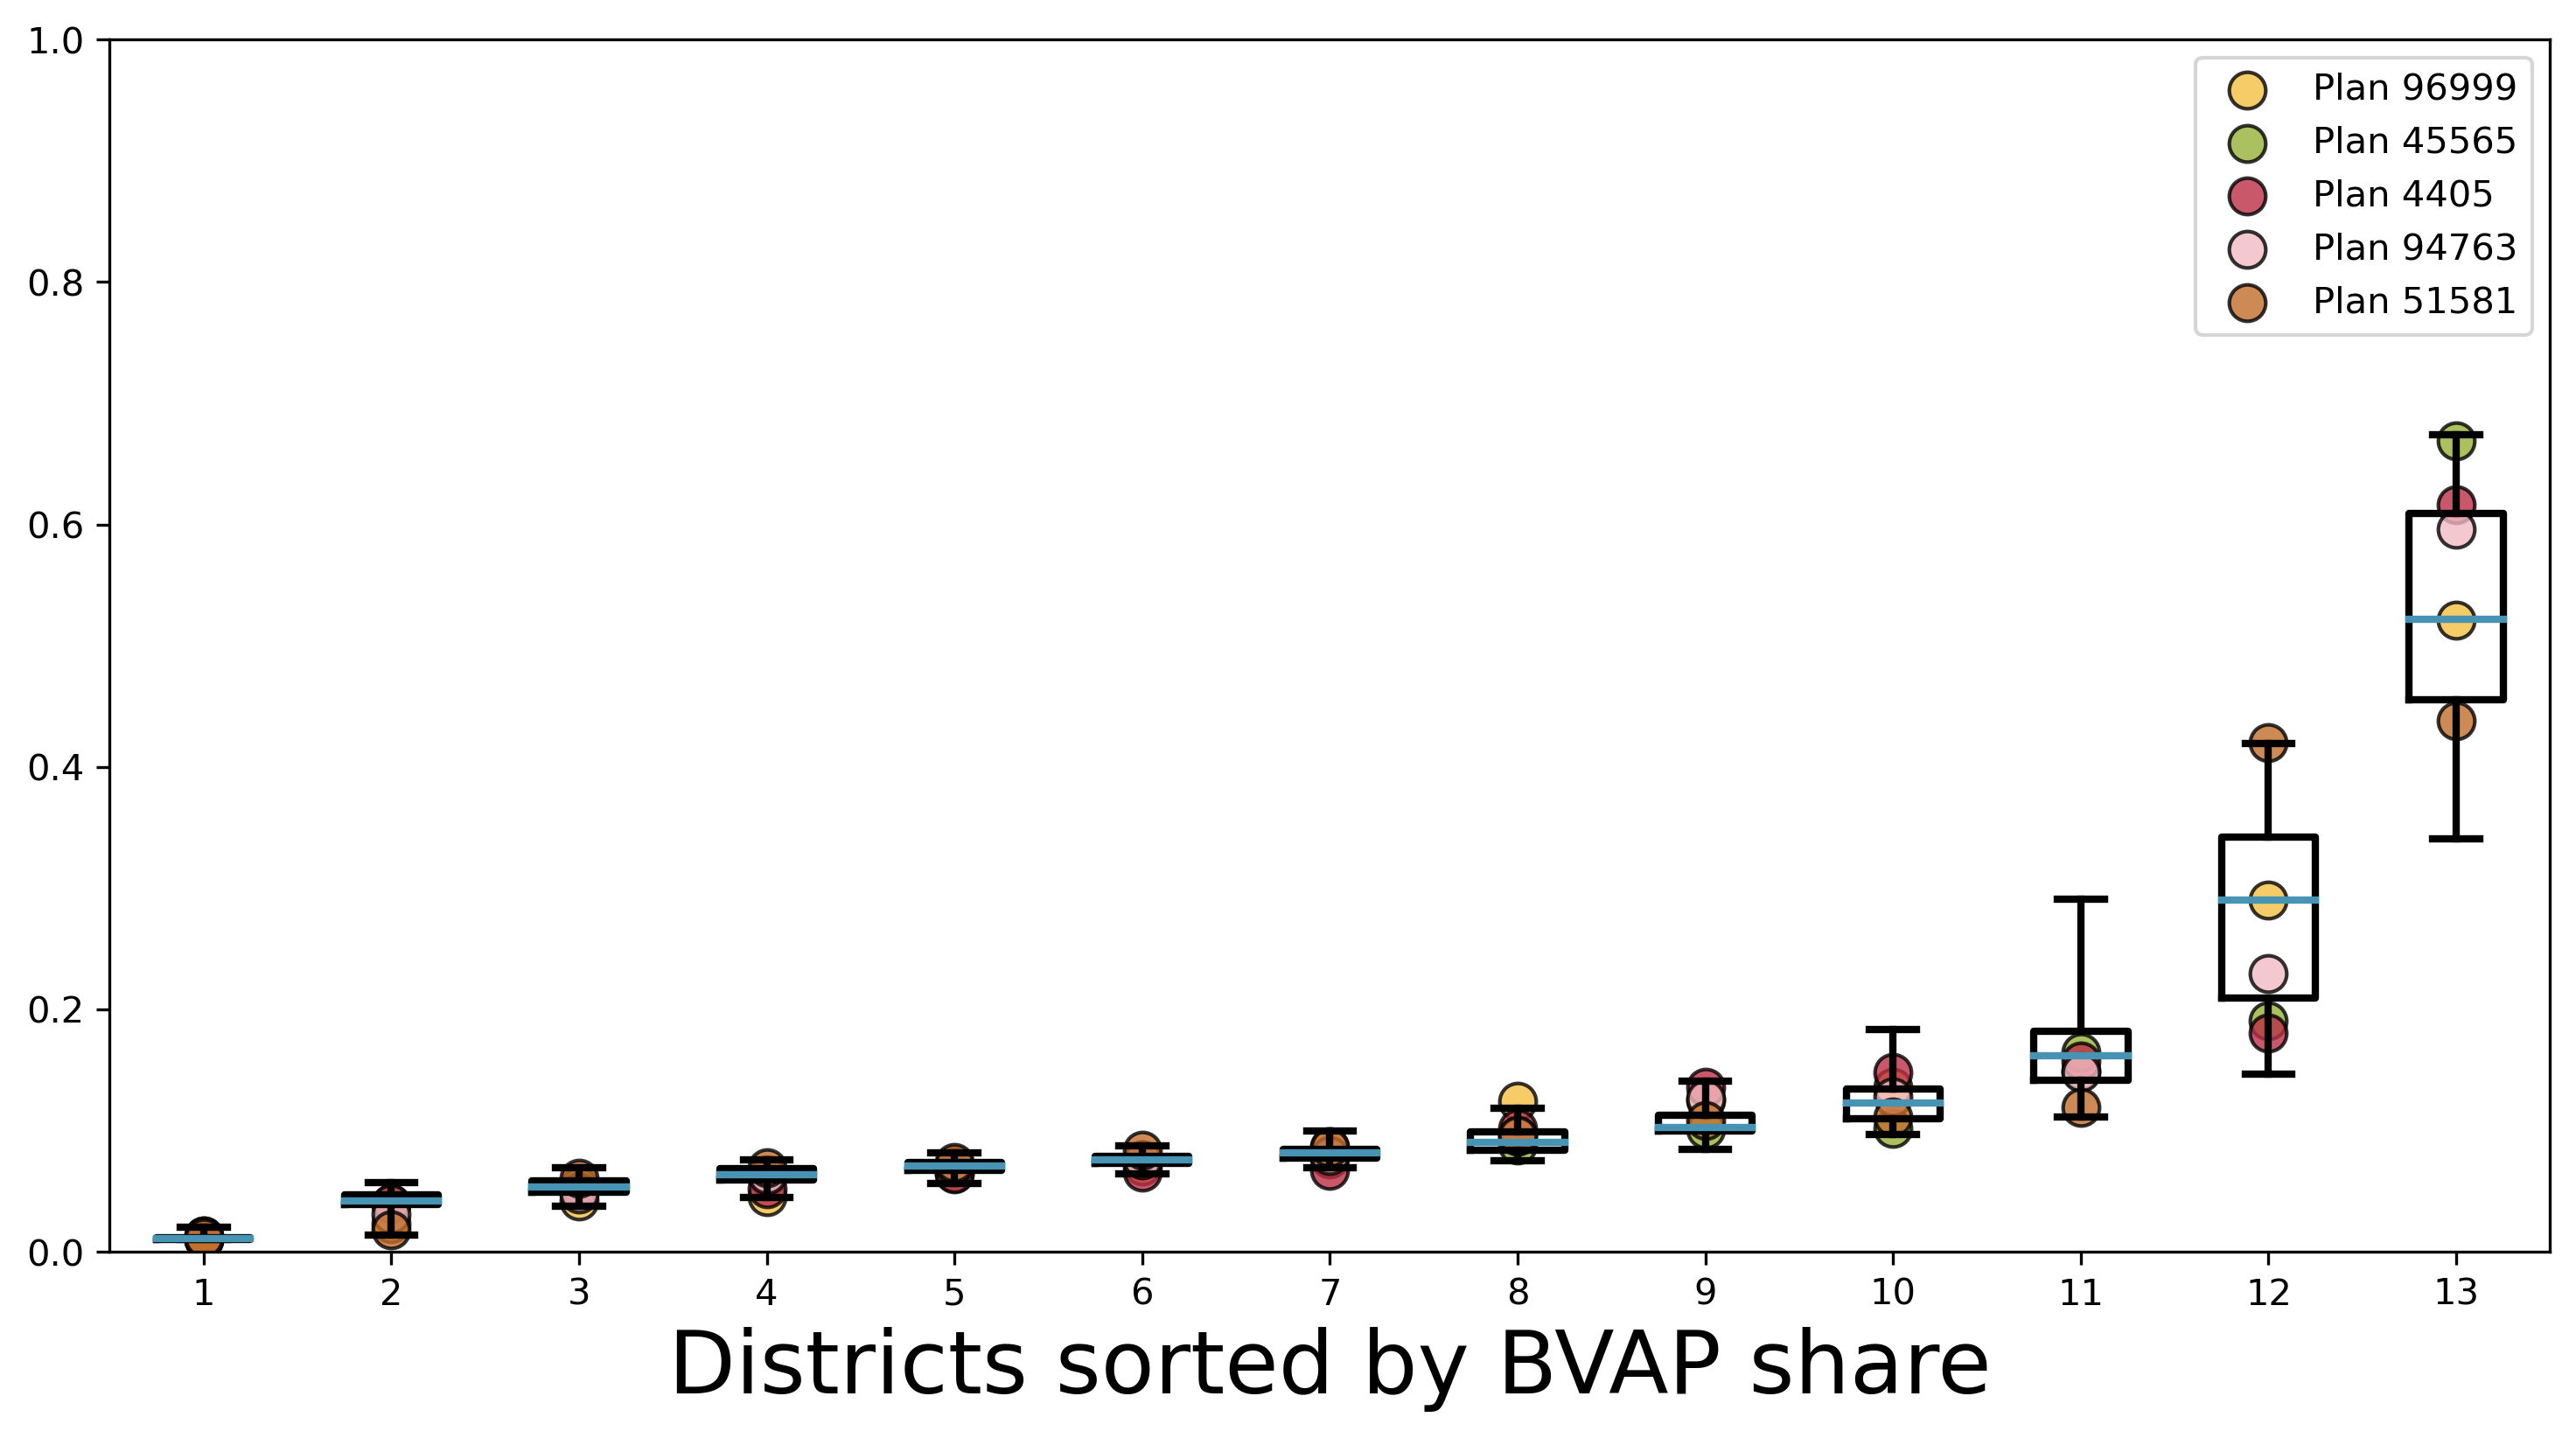 1.0
0.8
0.6
0.4
0.2
0.0
Plan 96999
Plan 45565
Plan 4405
Plan 94763
Plan 51581
1 2 3 4 5 6 7 8 9 10 11 12 13
Districts sorted by BVAP share